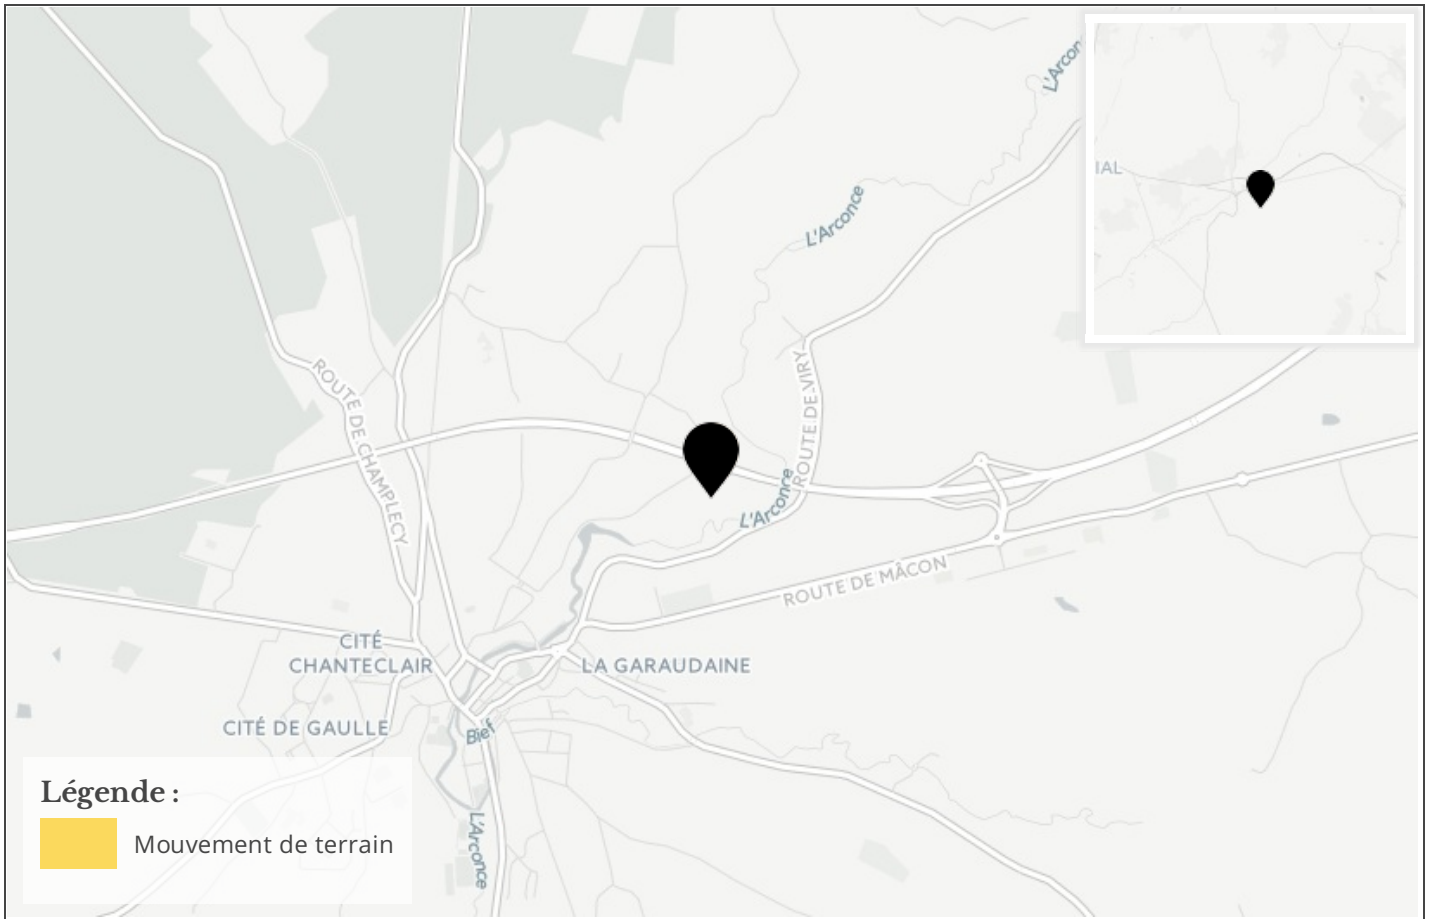 L'Arcon
IAL
L'Arconce
ROUTE DE VIRY
ROUTE DE CHAMPLECY
L'Arconce
ROUTE DE MÂCON
CITÉ
CHANTECLAIR
LA GARAUDAINE
CITÉ DE GAULLE
Bief
Légende :
Mouvement de terrain
L'Arconce